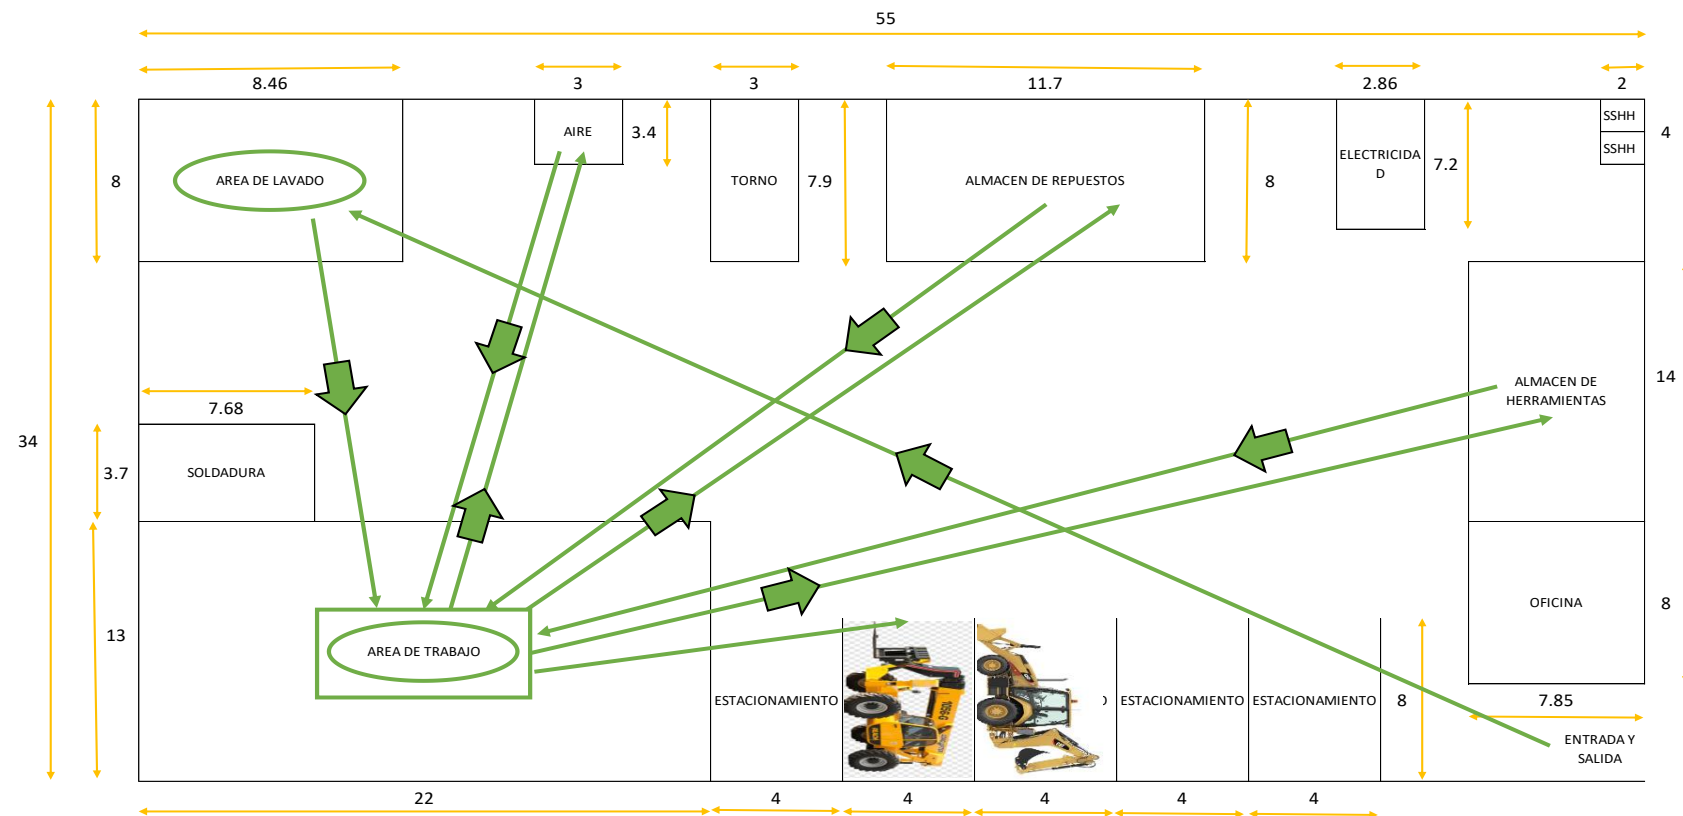 55
8.46
3
3
11.7
2.86
2
AREA DE LAVADO
AIRE
3.4
TORNO
7.9
ALMACEN DE REPUESTOS
8
ELECTRICIDA
D
7.2
SSHH
SSHH
4
8
34
7.68
SOLDADURA
3.7
ALMACEN DE
HERRAMIENTAS
14
13
AREA DE TRABAJO
OFICINA
8
ESTACIONAMIENTO
ESTACIONAMIENTO
ESTACIONAMIENTO
8
7.85
ENTRADA Y
SALIDA
22
4
4
4
4
4